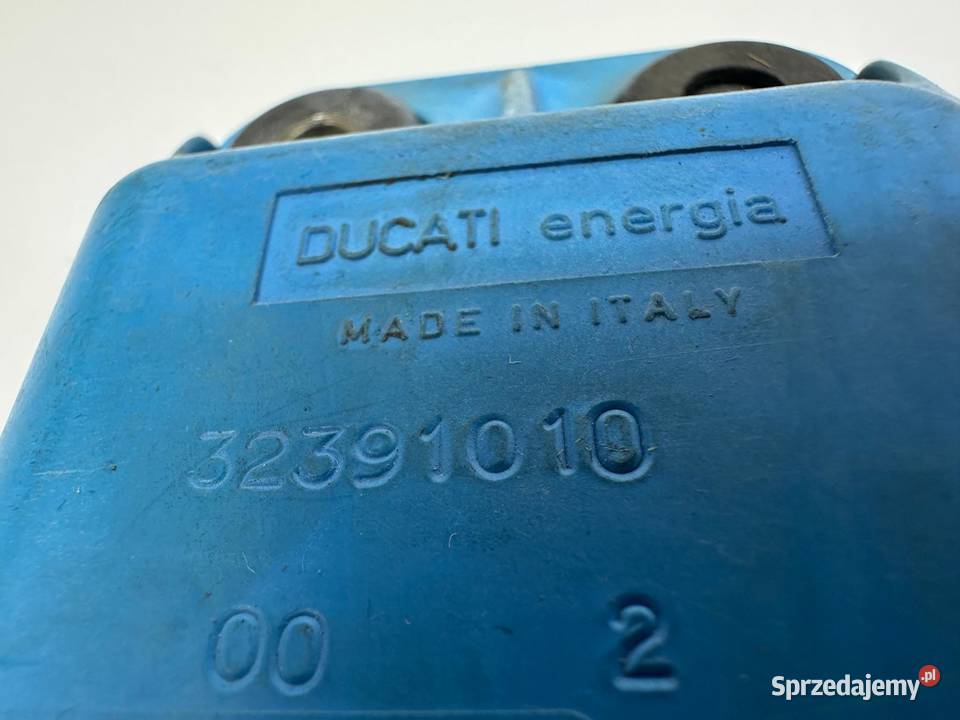 DUCATI energia
MADE IN ITALY
32391010
00 2
Sprzedajemy.pl